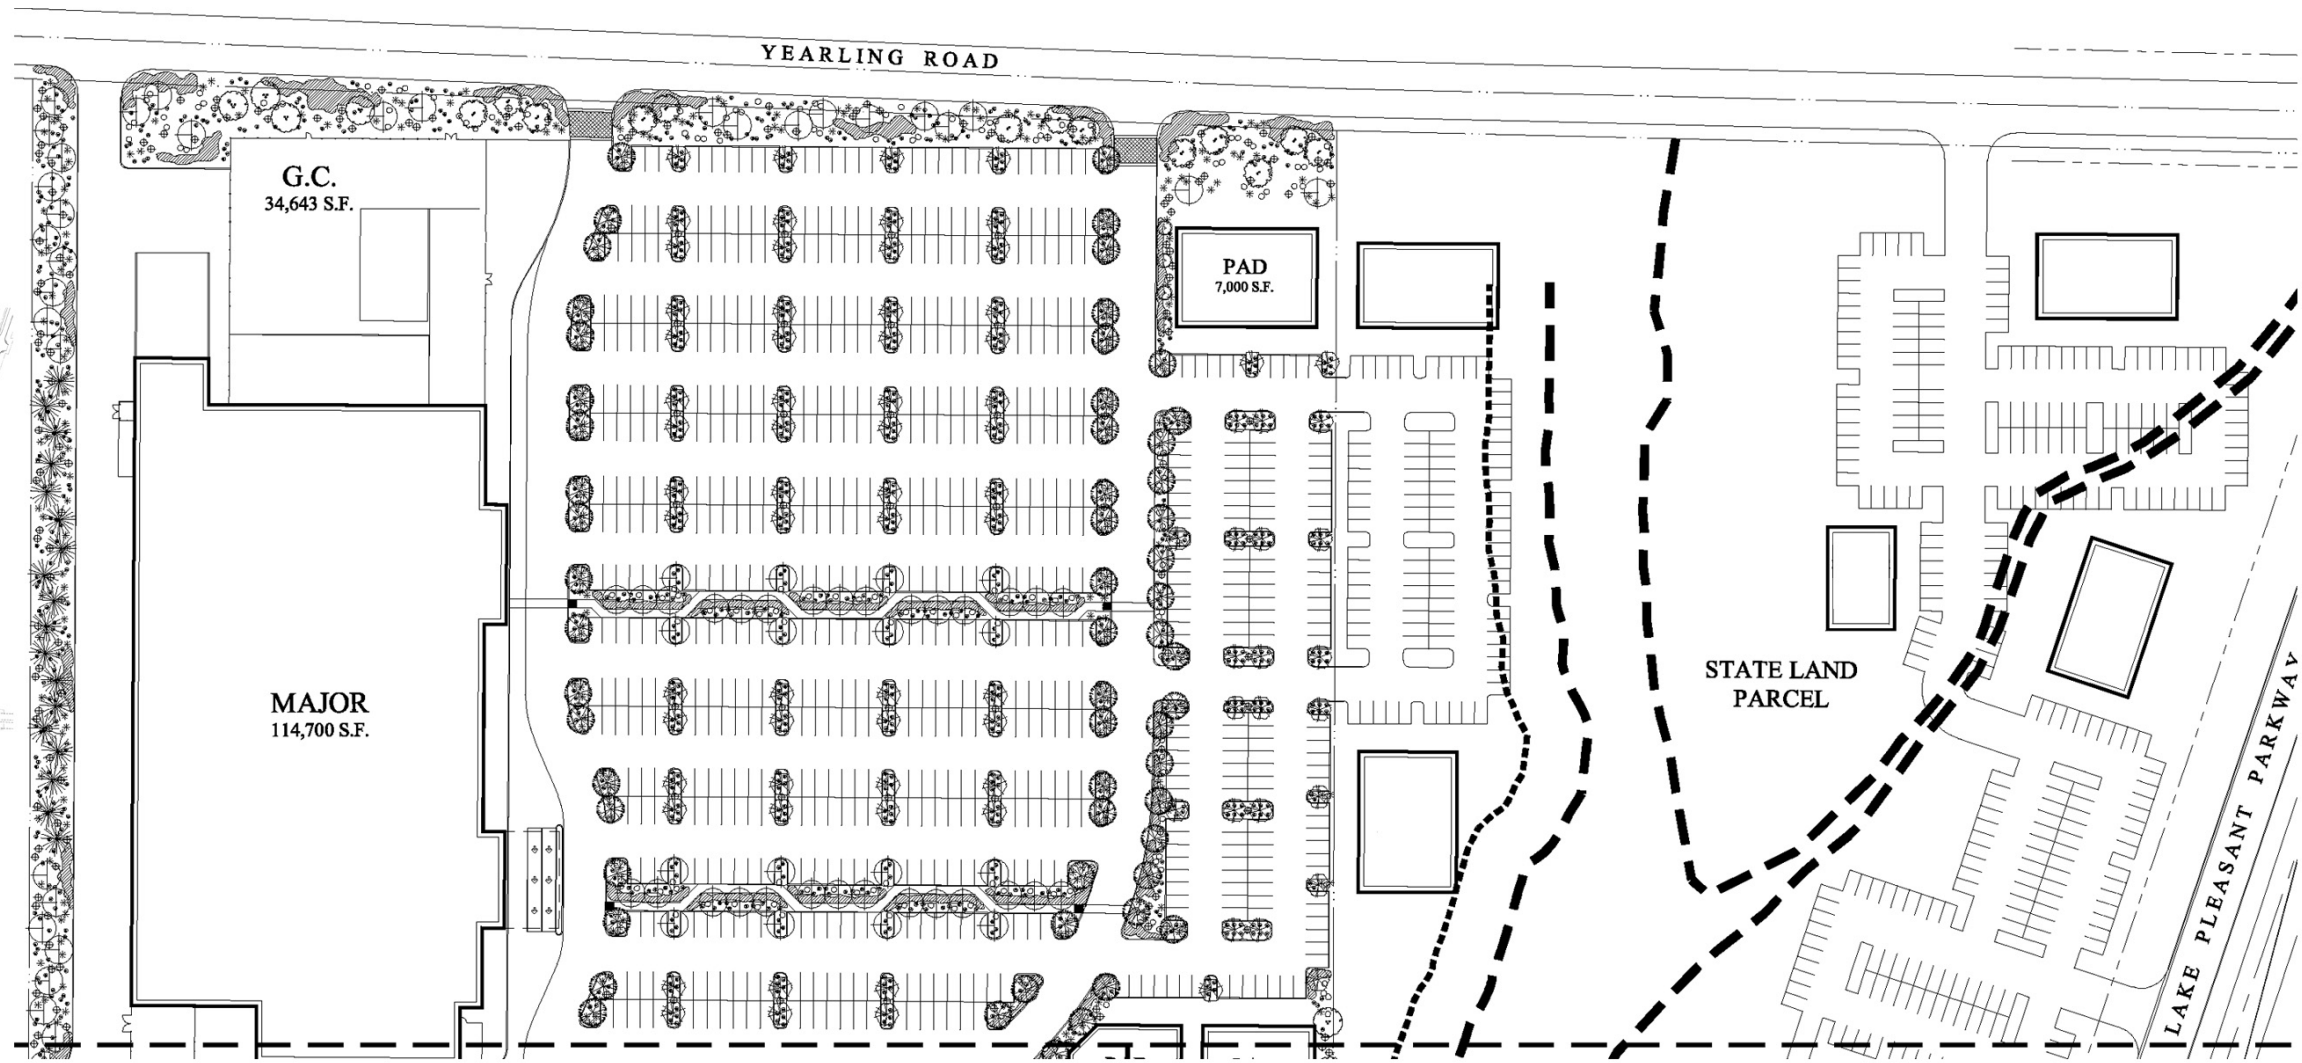 YEARLING ROAD
G.C.
34,643 S.F.
PAD
7,000 S.F.
STATE LAND
PARCEL
MAJOR
114,700 S.F.
LAKE PLEASANT PARKWAY